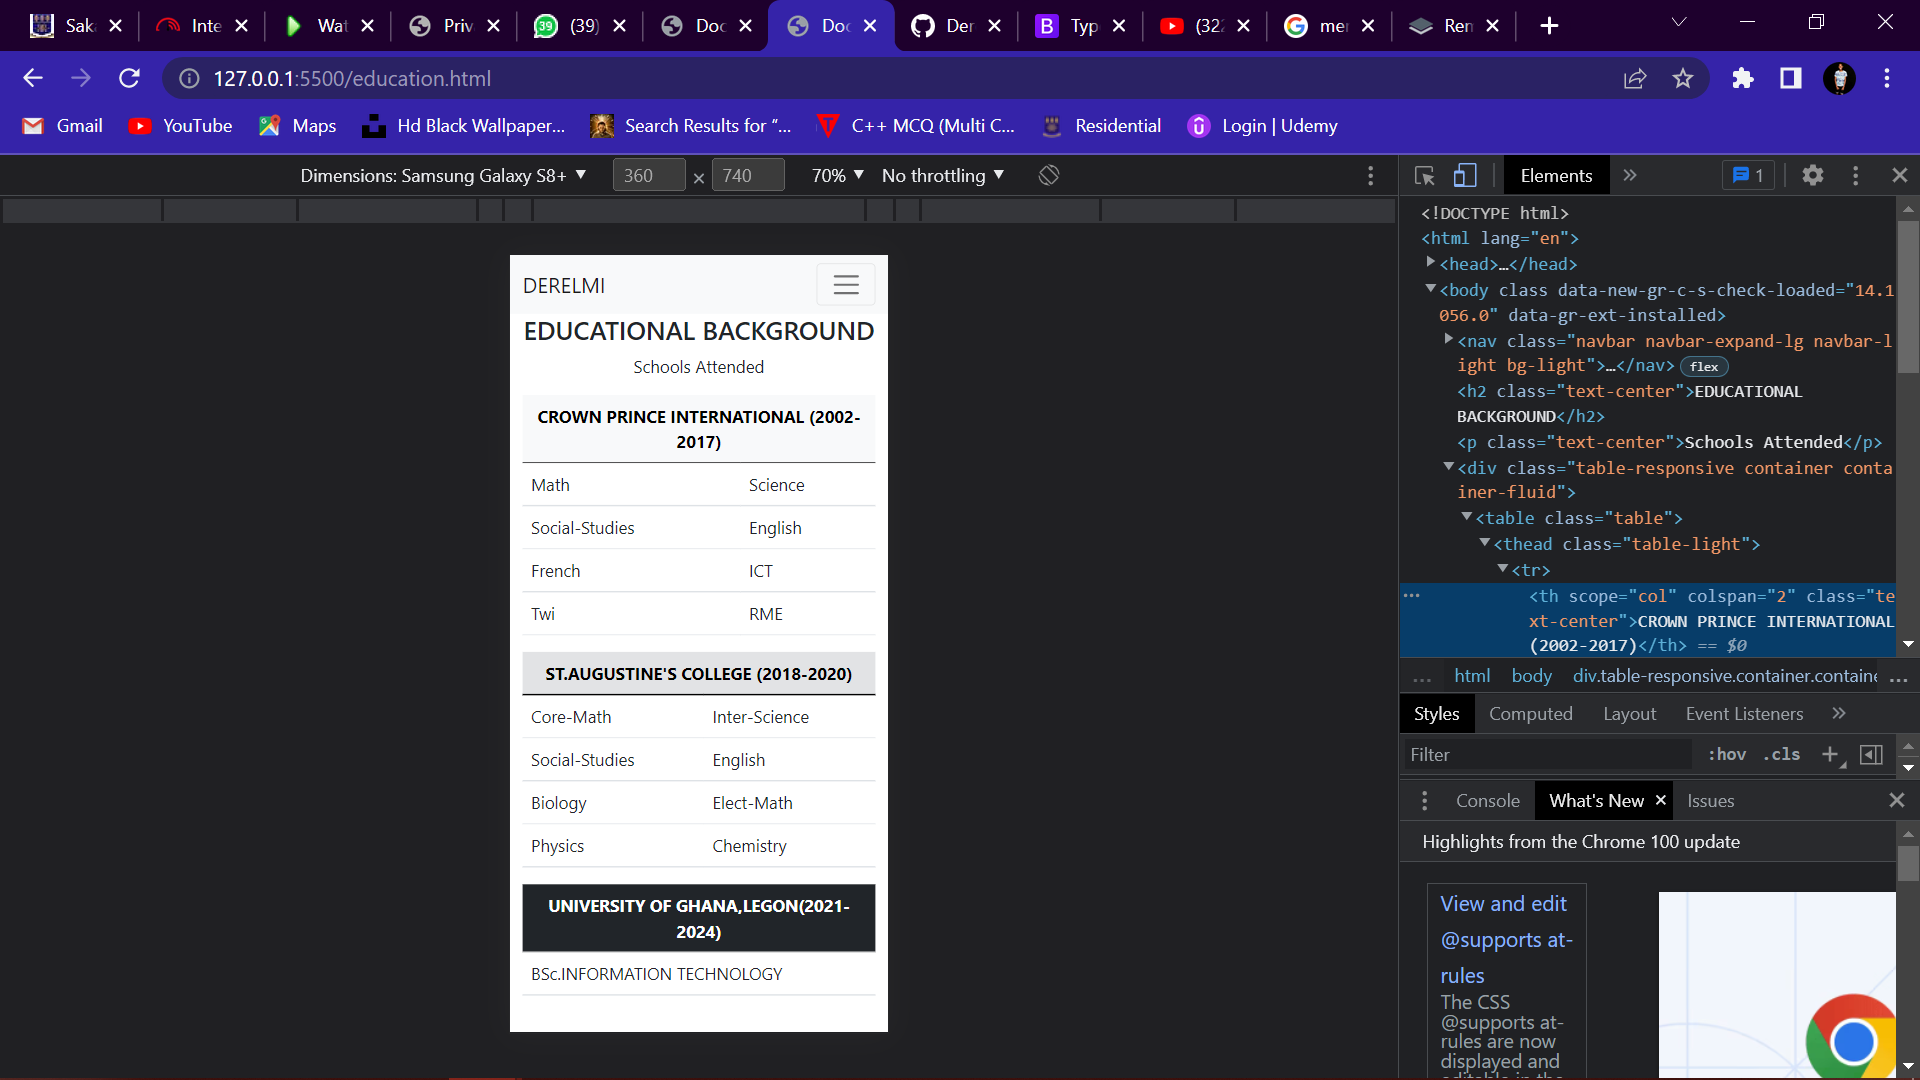 Sak Inte Wat Priv (39) Doc Doc Der Typ (32 me Ren
127.0.0.1:5500/education.html
Gmail YouTube Maps Hd Black Wallpaper... Search Results for “... C++ MCQ (Multi C... Residential Login | Udemy
Dimensions: Samsung Galaxy S8+ 360 × 740 70% No throttling
Elements » 1
DERELMI
EDUCATIONAL BACKGROUND
Schools Attended
CROWN PRINCE INTERNATIONAL (2002-
2017)
Math Science
Social-Studies English
French ICT
Twi RME
ST.AUGUSTINE'S COLLEGE (2018-2020)
Core-Math Inter-Science
Social-Studies English
Biology Elect-Math
Physics Chemistry
UNIVERSITY OF GHANA,LEGON(2021-
2024)
BSc.INFORMATION TECHNOLOGY
<!DOCTYPE html>
<html lang="en">
<head>…</head>
<body class data-new-gr-c-s-check-loaded="14.1
056.0" data-gr-ext-installed>
<nav class="navbar navbar-expand-lg navbar-l
ight bg-light">…</nav> flex
<h2 class="text-center">EDUCATIONAL
BACKGROUND</h2>
<p class="text-center">Schools Attended</p>
<div class="table-responsive container conta
iner-fluid">
<table class="table">
<thead class="table-light">
<tr>
… <th scope="col" colspan="2" class="te
xt-center">CROWN PRINCE INTERNATIONAL
(2002-2017)</th> == $0
... html body div.table-responsive.container.containe ...
Styles Computed Layout Event Listeners »
Filter :hov .cls +
Console What's New Issues
Highlights from the Chrome 100 update
View and edit
@supports at-
rules
The CSS
@supports at-
rules are now
displayed and
editable in the